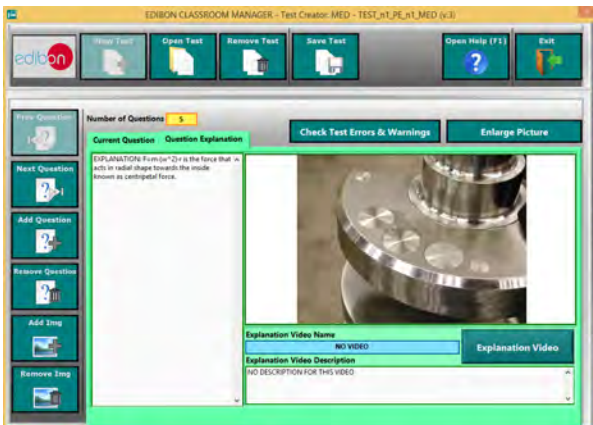 EDIBON CLASSROOM MANAGER - Test Creator: MED - TEST_n1_PE_n1_MED (v.3)
edibon
New Test
Open Test
Remove Test
Save Test
Open Help (F1)
Exit
Prev Question
Number of Questions 5
Check Test Errors & Warnings
Enlarge Picture
Current Question
Question Explanation
EXPLANATION: F=m·(w^2)·r is the force that
acts in radial shape towards the inside
known as centripetal force.
Next Question
Add Question
Remove Question
Add Img
Remove Img
Explanation Video Name
NO VIDEO
Explanation Video
Explanation Video Description
NO DESCRIPTION FOR THIS VIDEO